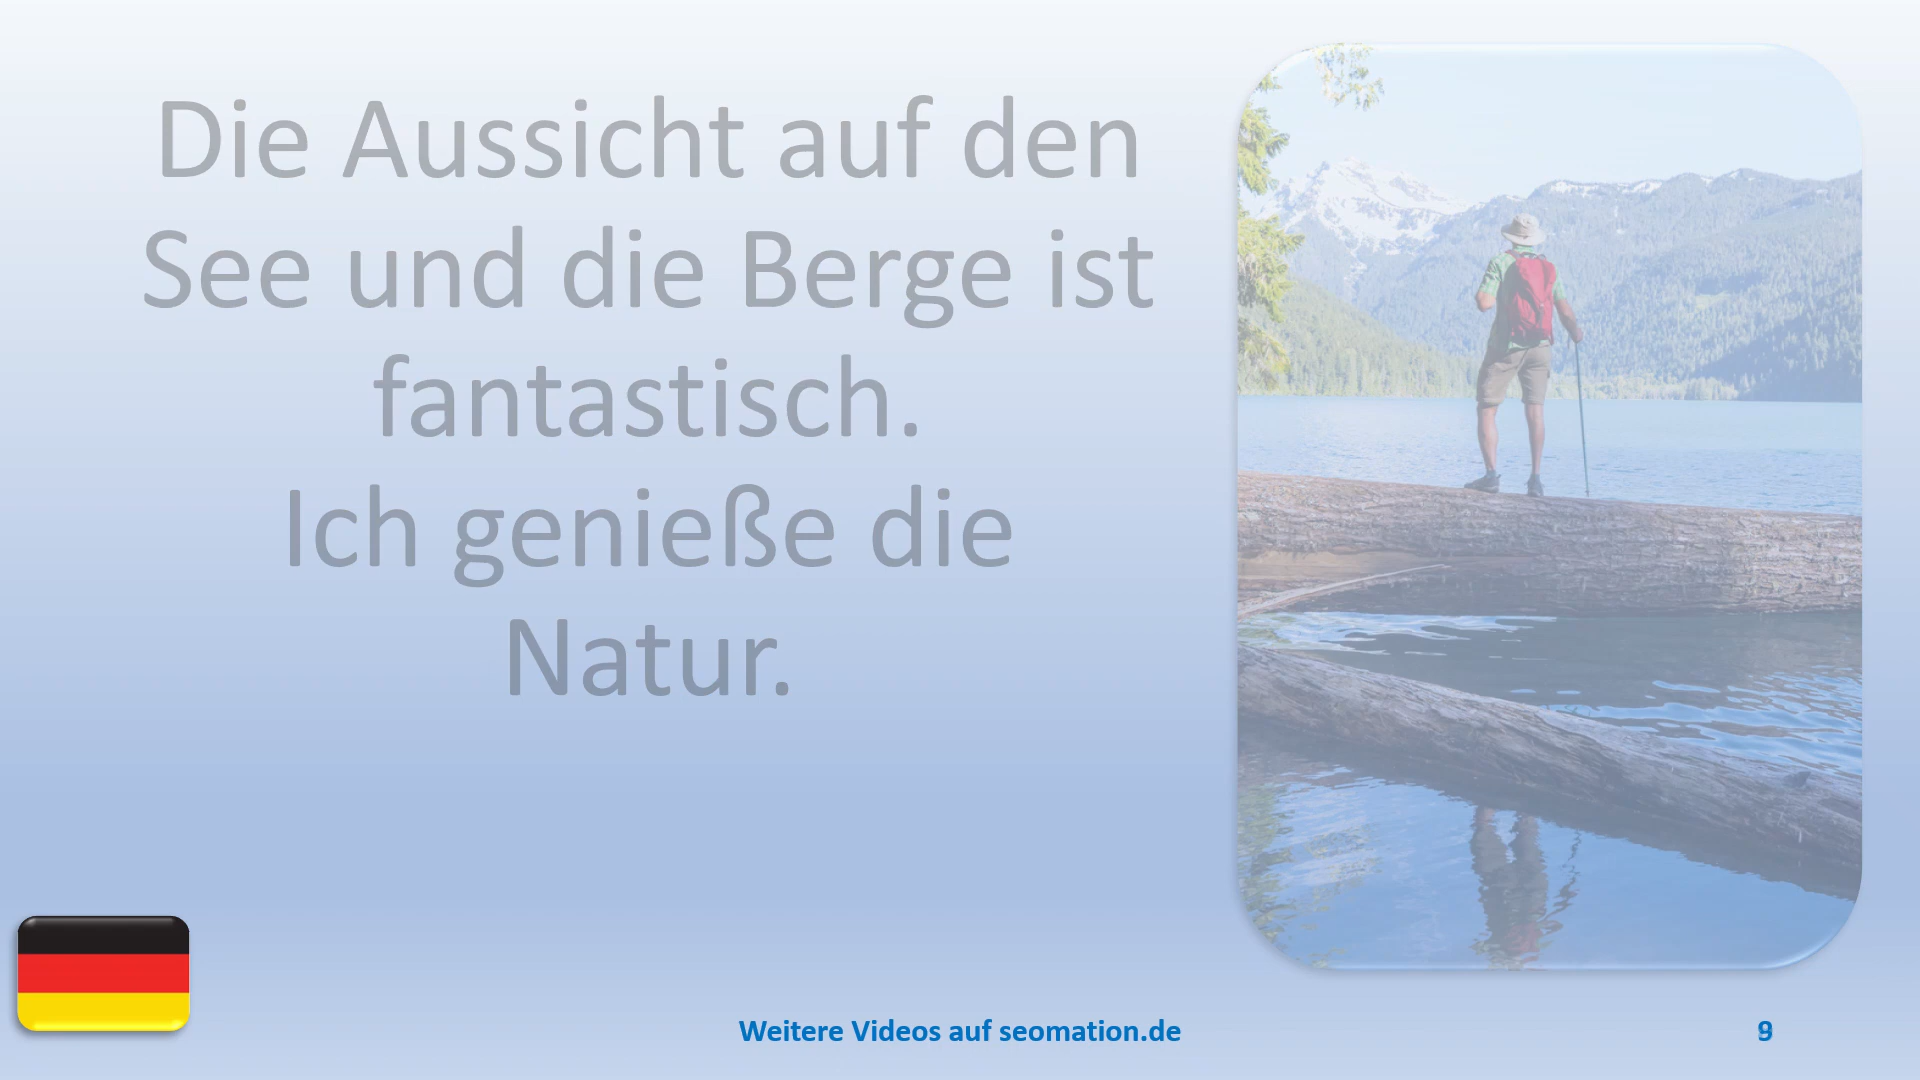 Die Aussicht auf den
See und die Berge ist
fantastisch.
Ich genieße die
Natur.
Weitere Videos auf seomation.de
9